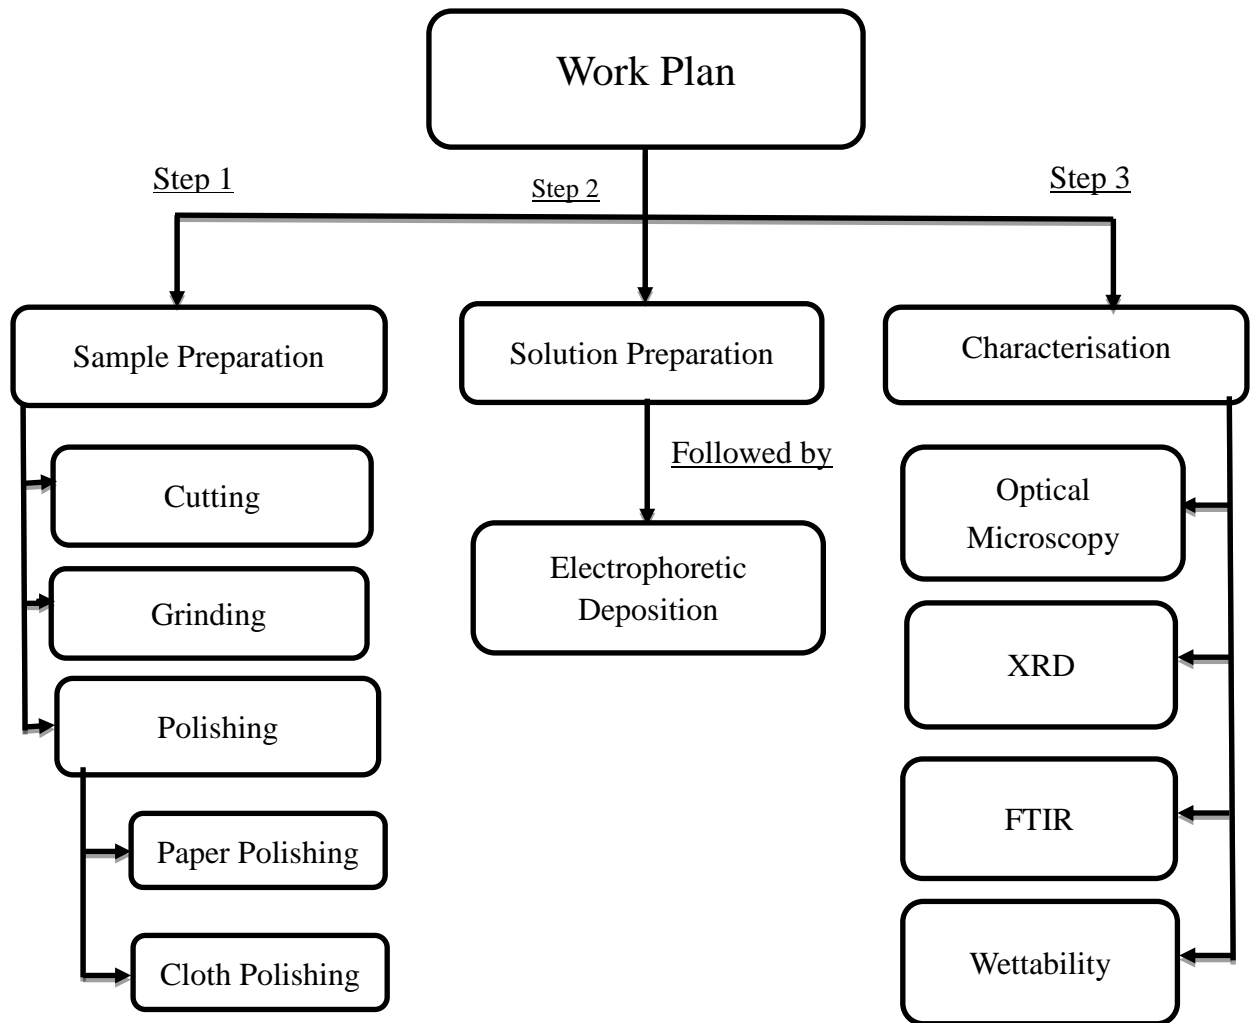 Work Plan
Step 1
Step 2
Step 3
Sample Preparation
Solution Preparation
Characterisation
Cutting
Grinding
Polishing
Paper Polishing
Cloth Polishing
Followed by
Electrophoretic
Deposition
Optical
Microscopy
XRD
FTIR
Wettability